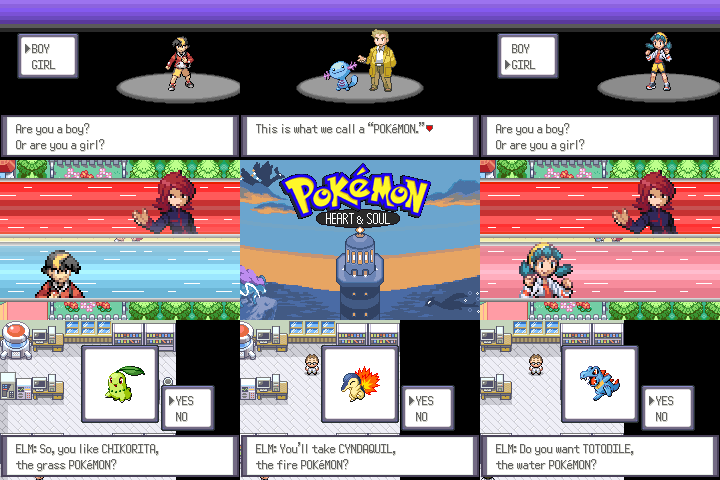 ▶BOY
GIRL
Are you a boy?
Or are you a girl?
This is what we call a “POKéMON.”
BOY
▶GIRL
Are you a boy?
Or are you a girl?
POKéMON
HEART & SOUL
▶YES
NO
ELM: So, you like CHIKORITA,
the grass POKéMON?
▶YES
NO
ELM: You'll take CYNDAQUIL,
the fire POKéMON?
▶YES
NO
ELM: Do you want TOTODILE,
the water POKéMON?